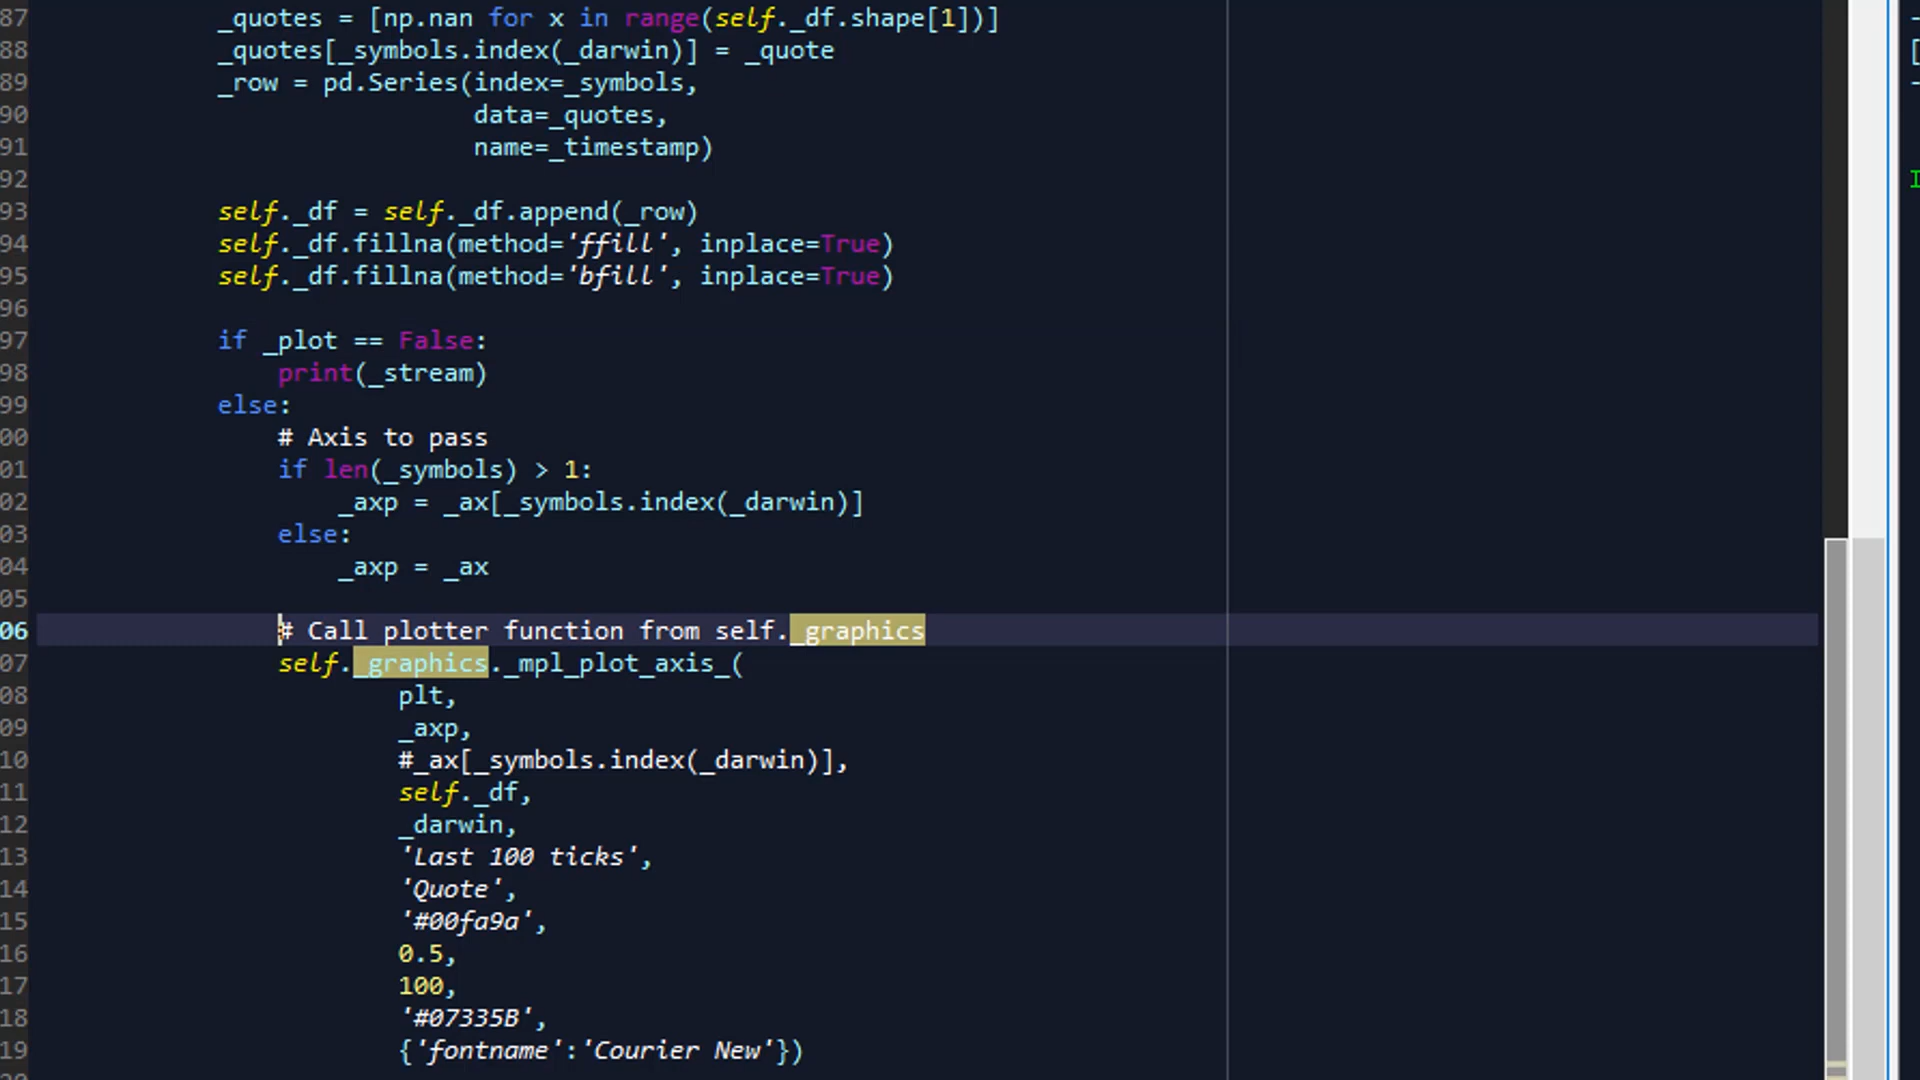 87 _quotes = [np.nan for x in range(self._df.shape[1])]
88 _quotes[_symbols.index(_darwin)] = _quote
89 _row = pd.Series(index=_symbols,
90 data=_quotes,
91 name=_timestamp)
92
93 self._df = self._df.append(_row)
94 self._df.fillna(method='ffill', inplace=True)
95 self._df.fillna(method='bfill', inplace=True)
96
97 if _plot == False:
98 print(_stream)
99 else:
00 # Axis to pass
01 if len(_symbols) > 1:
02 _axp = _ax[_symbols.index(_darwin)]
03 else:
04 _axp = _ax
05
06 # Call plotter function from self._graphics
07 self._graphics._mpl_plot_axis_(
08 plt,
09 _axp,
10 #_ax[_symbols.index(_darwin)],
11 self._df,
12 _darwin,
13 'Last 100 ticks',
14 'Quote',
15 '#00fa9a',
16 0.5,
17 100,
18 '#07335B',
19 {'fontname':'Courier New'})